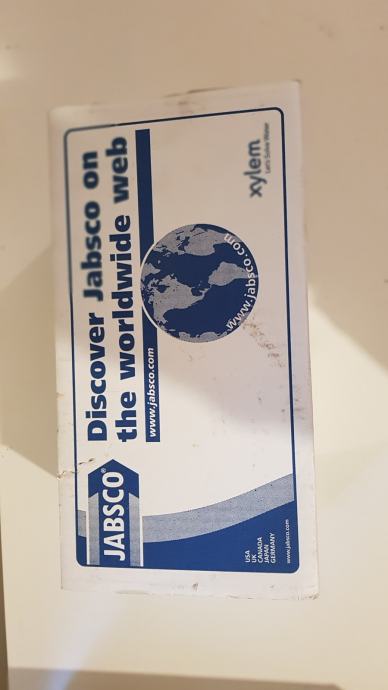 JABSCO®
Discover Jabsco on
the worldwide web
www.jabsco.com
www.jabsco.com
xylem
Let's Solve Water
USA
UK
CANADA
JAPAN
GERMANY
www.jabsco.com